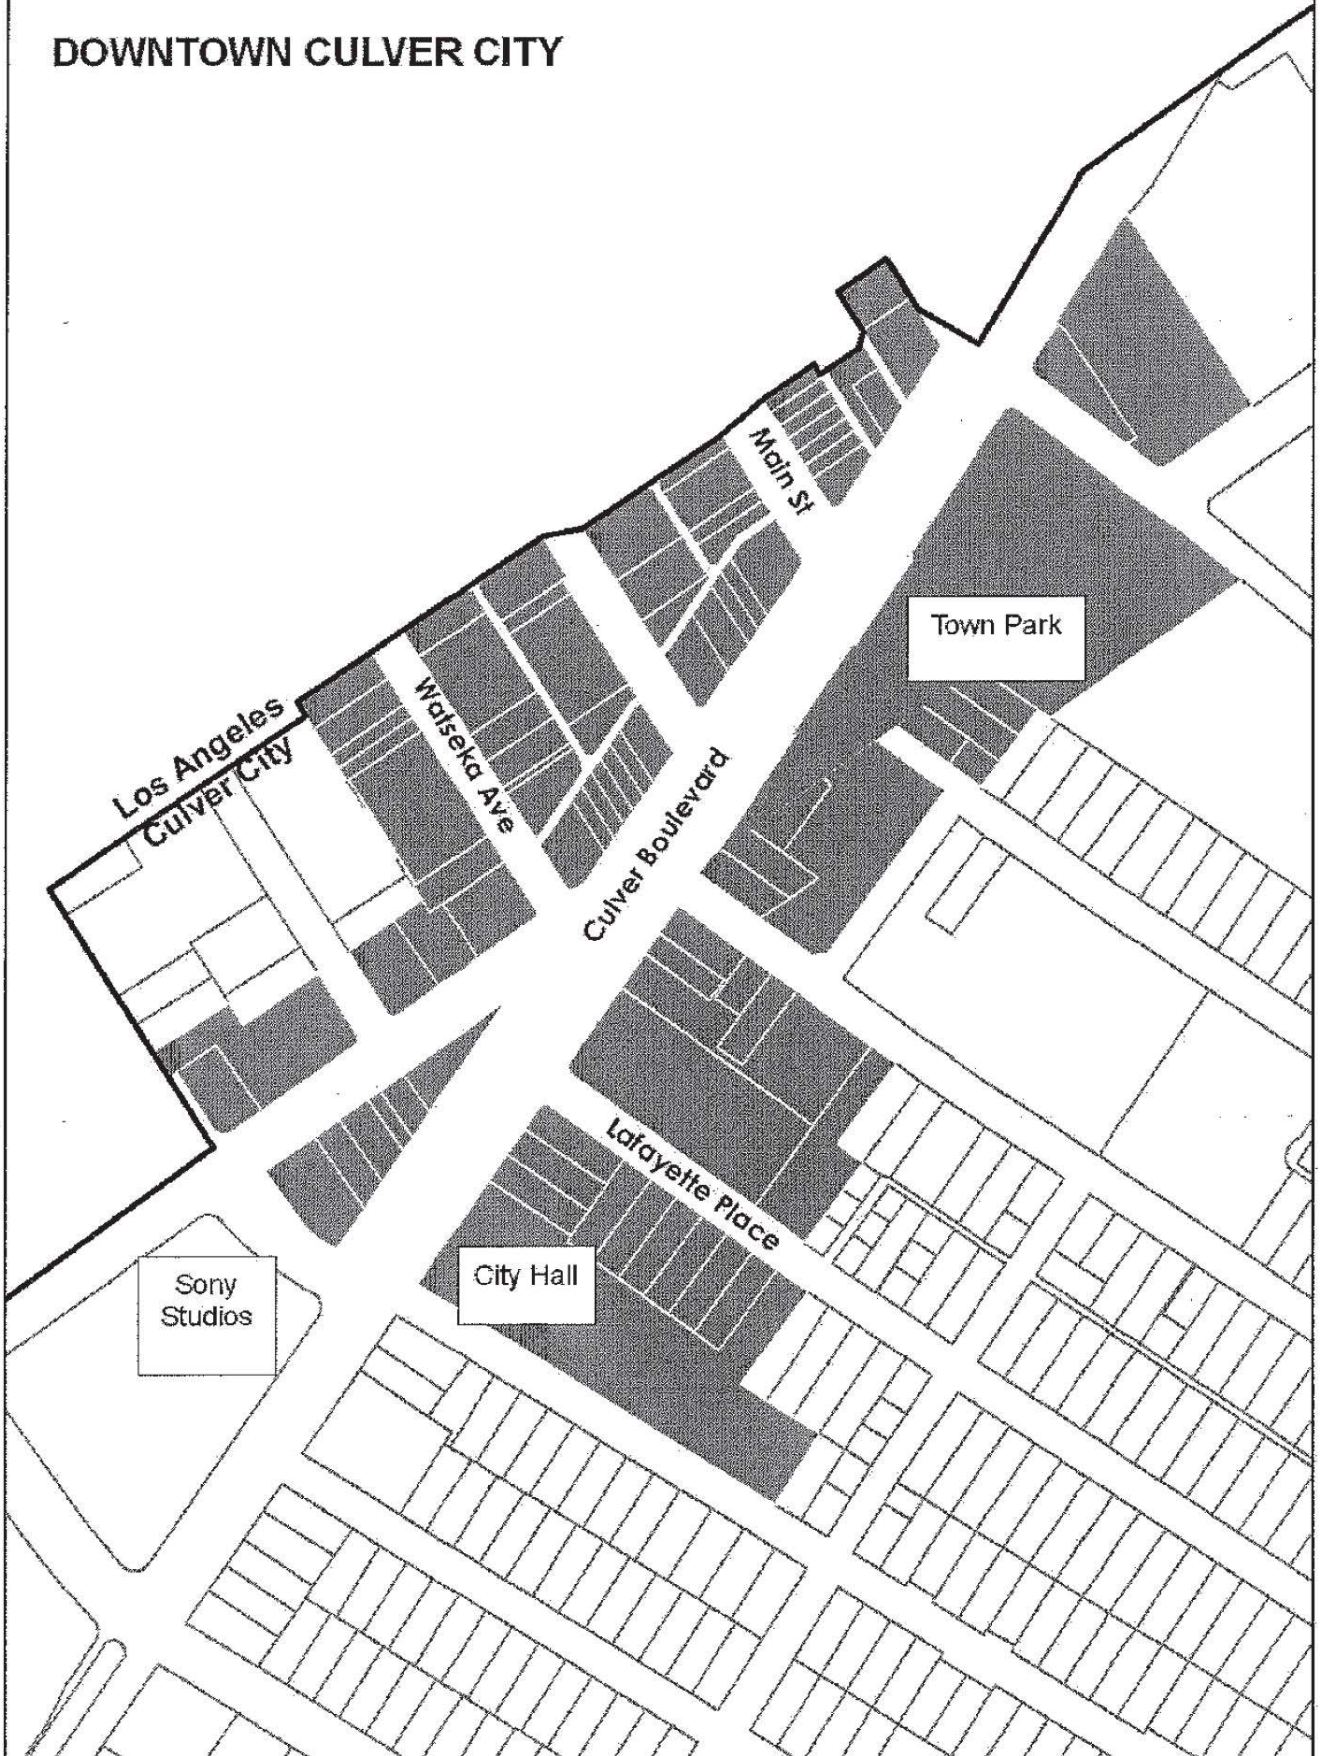 DOWNTOWN CULVER CITY
Main St
Town Park
Los Angeles
Culver City
Watseka Ave
Culver Boulevard
Lafayette Place
City Hall
Sony
Studios